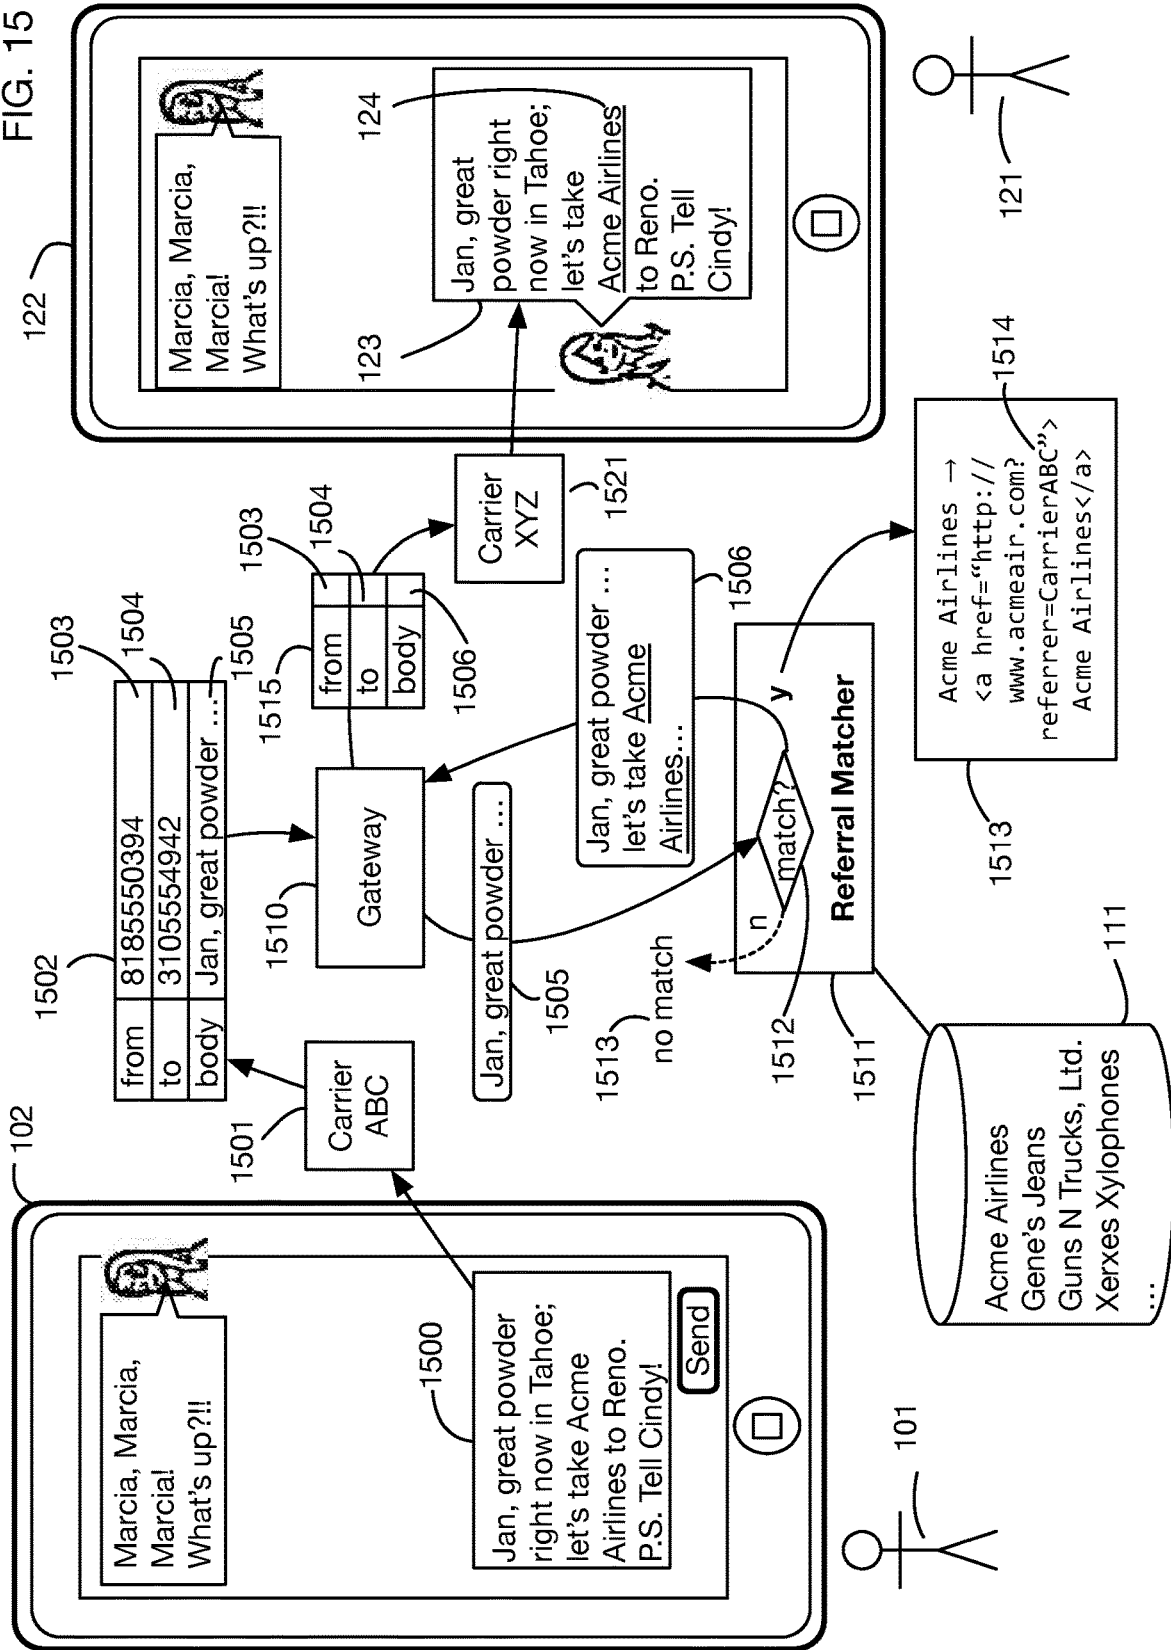 FIG. 15
102
Marcia, Marcia,
Marcia!
What's up?!!
1500
Jan, great powder
right now in Tahoe;
let's take Acme
Airlines to Reno.
P.S. Tell Cindy!
Send
101
1501
Carrier
ABC
1502
from 8185550394
to 3105554942
body Jan, great powder ...
1503
1504
1505
1510
Gateway
Jan, great powder ...
1505
1513
no match
n
match?
y
1512
Referral Matcher
1511
111
Acme Airlines
Gene's Jeans
Guns N Trucks, Ltd.
Xerxes Xylophones
...
Jan, great powder ...
let's take Acme
Airlines...
1506
1515
from
to
body
1503
1504
1506
Carrier
XYZ
1521
1513
Acme Airlines →
<a href=“http://
www.acmeair.com?
referrer=CarrierABC”>
Acme Airlines</a>
1514
122
Marcia, Marcia,
Marcia!
What's up?!!
123
124
Jan, great
powder right
now in Tahoe;
let's take
Acme Airlines
to Reno.
P.S. Tell
Cindy!
121